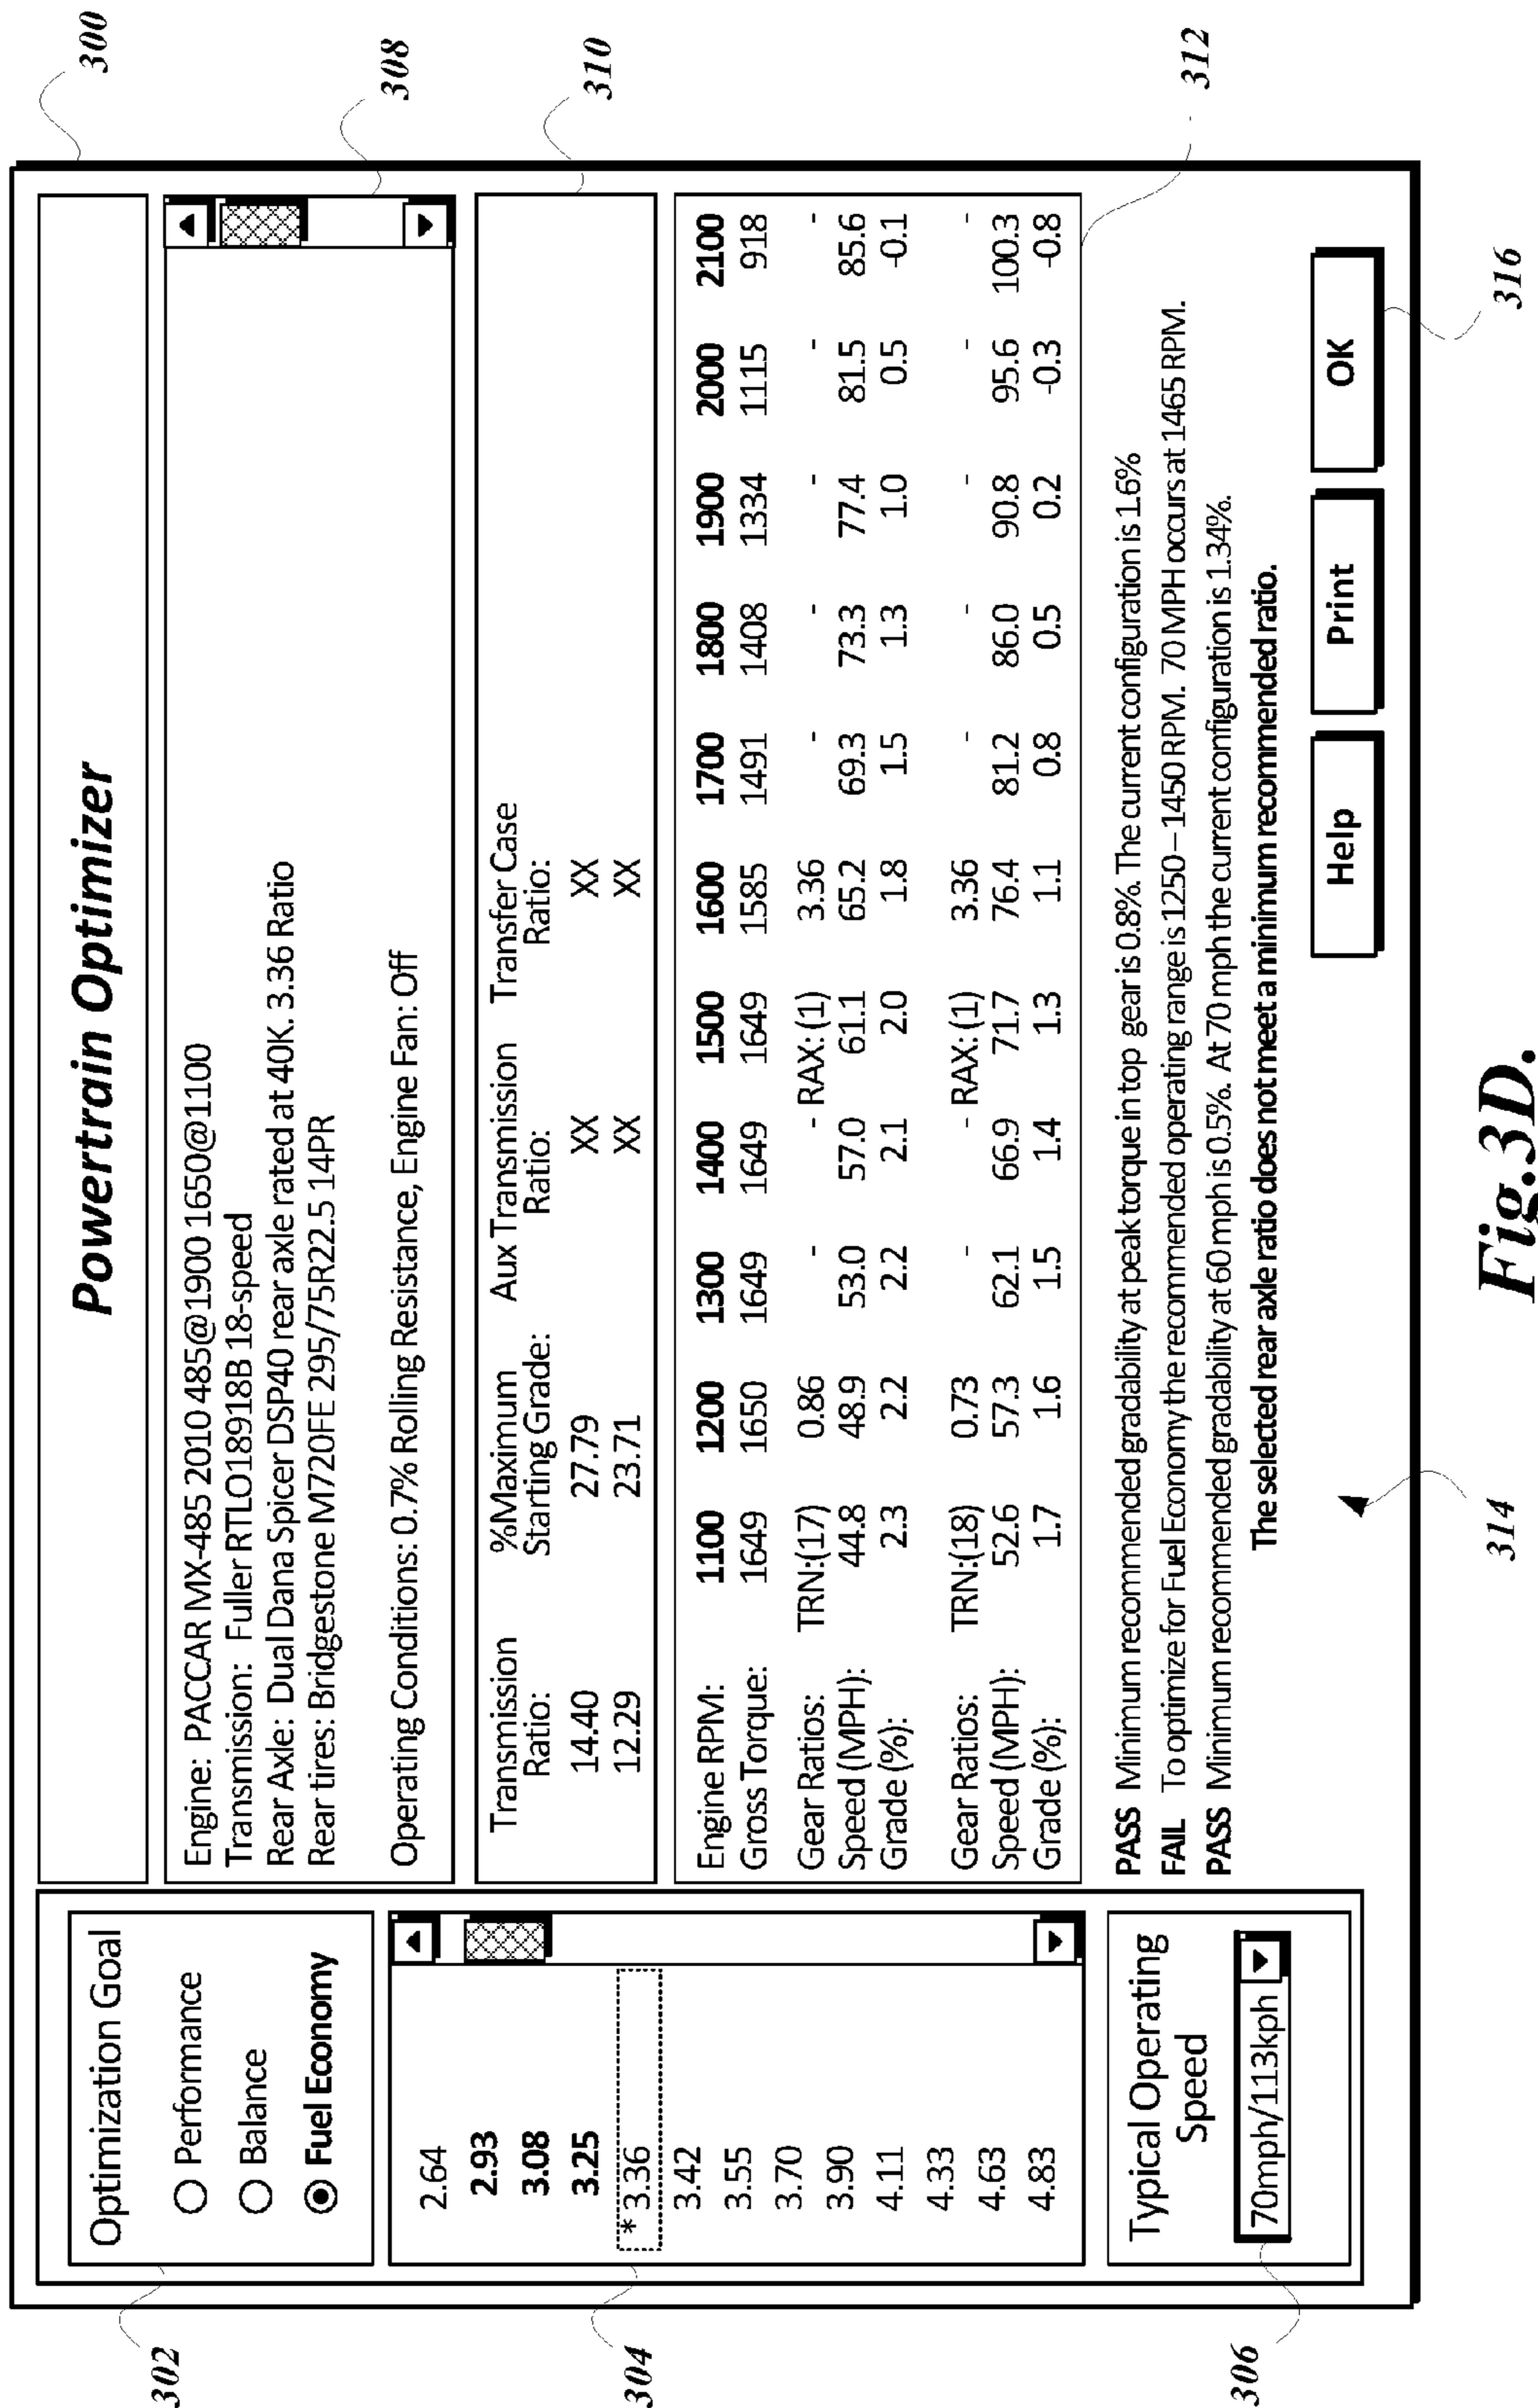 300
Powertrain Optimizer
302
Optimization Goal
Performance
Balance
Fuel Economy
304
2.64
2.93
3.08
3.25
* 3.36
3.42
3.55
3.70
3.90
4.11
4.33
4.63
4.83
306
Typical Operating
Speed
70mph/113kph
308
Engine: PACCAR MX-485 2010 485@1900 1650@1100
Transmission: Fuller RTLO18918B 18-speed
Rear Axle: Dual Dana Spicer DSP40 rear axle rated at 40K. 3.36 Ratio
Rear tires: Bridgestone M720FE 295/75R22.5 14PR
Operating Conditions: 0.7% Rolling Resistance, Engine Fan: Off
310
Transmission %Maximum Aux Transmission Transfer Case
Ratio: Starting Grade: Ratio: Ratio:
14.40 27.79 XX XX
12.29 23.71 XX XX
312
Engine RPM: 1100 1200 1300 1400 1500 1600 1700 1800 1900 2000 2100
Gross Torque: 1649 1650 1649 1649 1649 1585 1491 1408 1334 1115 918
Gear Ratios: TRN:(17) 0.86 - - RAX: (1) 3.36 - - - - -
Speed (MPH): 44.8 48.9 53.0 57.0 61.1 65.2 69.3 73.3 77.4 81.5 85.6
Grade (%): 2.3 2.2 2.2 2.1 2.0 1.8 1.5 1.3 1.0 0.5 -0.1
Gear Ratios: TRN:(18) 0.73 - - RAX: (1) 3.36 - - - - -
Speed (MPH): 52.6 57.3 62.1 66.9 71.7 76.4 81.2 86.0 90.8 95.6 100.3
Grade (%): 1.7 1.6 1.5 1.4 1.3 1.1 0.8 0.5 0.2 -0.3 -0.8
PASS Minimum recommended gradability at peak torque in top gear is 0.8%. The current configuration is 1.6%
FAIL To optimize for Fuel Economy the recommended operating range is 1250 – 1450 RPM. 70 MPH occurs at 1465 RPM.
PASS Minimum recommended gradability at 60 mph is 0.5%. At 70 mph the current configuration is 1.34%.
The selected rear axle ratio does not meet a minimum recommended ratio.
314
Help Print OK
316
Fig.3D.